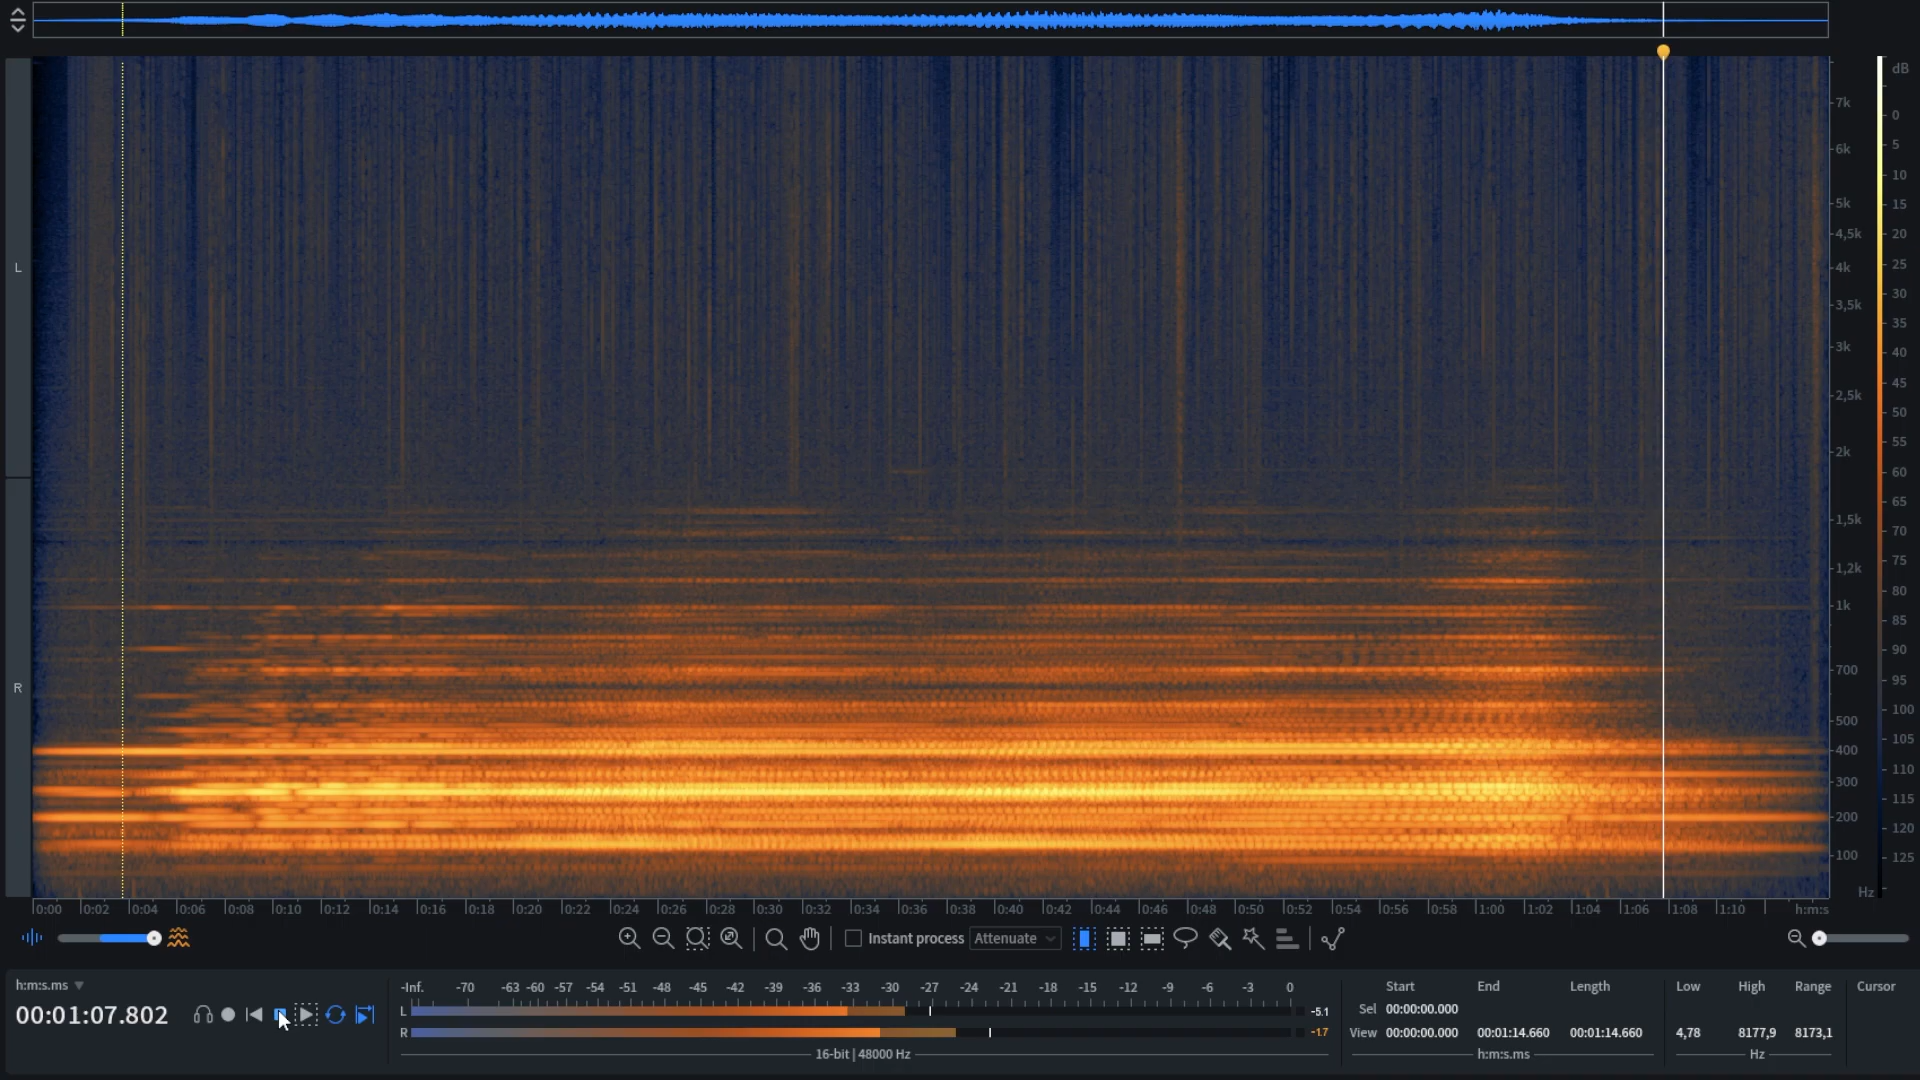 dB
L
R
7k
6k
5k
4,5k
4k
3,5k
3k
2,5k
2k
1,5k
1,2k
1k
700
500
400
300
200
100
Hz
0
5
10
15
20
25
30
35
40
45
50
55
60
65
70
75
80
85
90
95
100
105
110
115
120
125
0:00 0:02 0:04 0:06 0:08 0:10 0:12 0:14 0:16 0:18 0:20 0:22 0:24 0:26 0:28 0:30 0:32 0:34 0:36 0:38 0:40 0:42 0:44 0:46 0:48 0:50 0:52 0:54 0:56 0:58 1:00 1:02 1:04 1:06 1:08 1:10 h:m:s
Instant process Attenuate
h:m:s.ms
00:01:07.802
-Inf. -70 -63 -60 -57 -54 -51 -48 -45 -42 -39 -36 -33 -30 -27 -24 -21 -18 -15 -12 -9 -6 -3 0
L -5.1
R -1.7
16-bit | 48000 Hz
Start End Length Low High Range Cursor
Sel 00:00:00.000
View 00:00:00.000 00:01:14.660 00:01:14.660 4,78 8177,9 8173,1
h:m:s.ms Hz